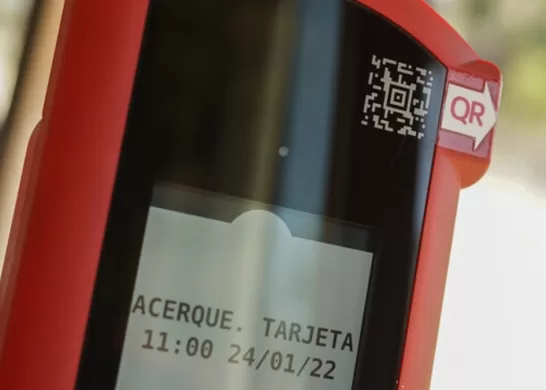 QR
ACERQUE. TARJETA
11:00 24/01/22